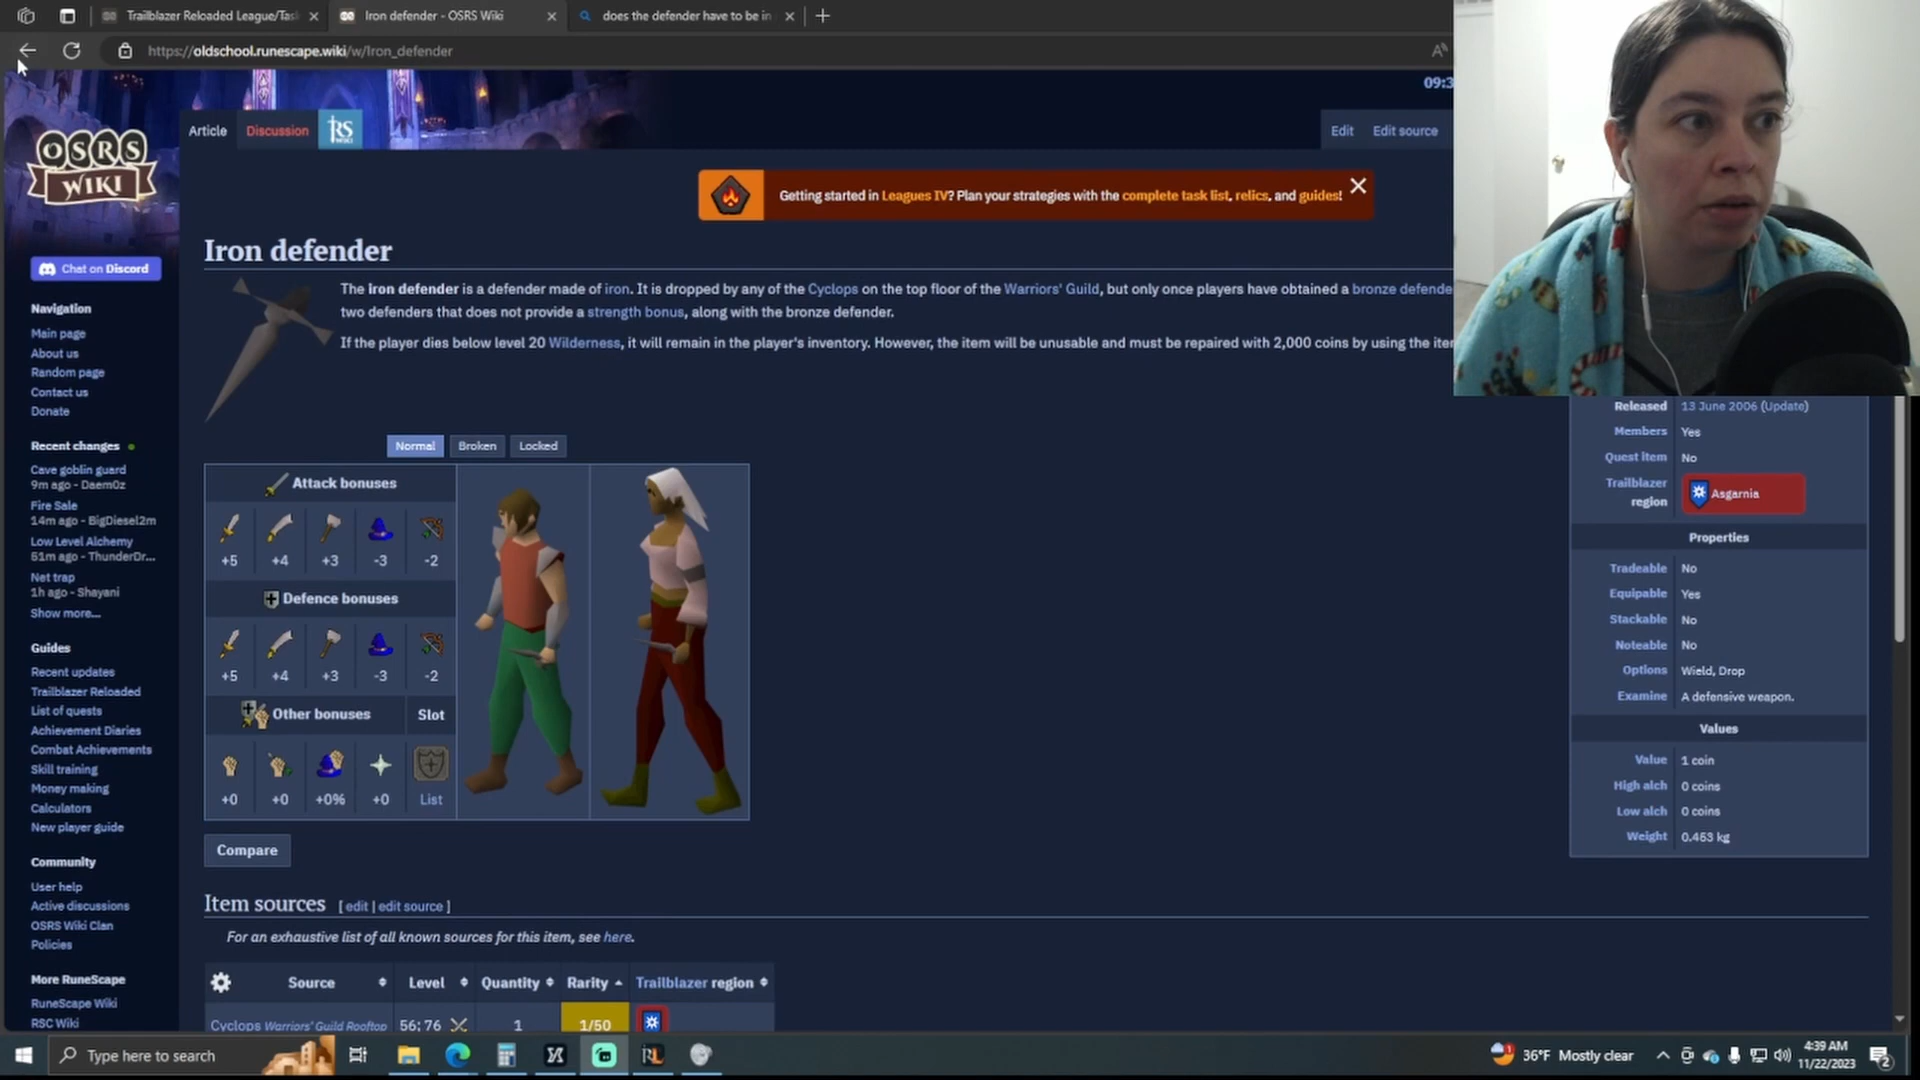 Trailblazer Reloaded League/Tas
Iron defender - OSRS Wiki
does the defender have to be in
https://oldschool.runescape.wiki/w/Iron_defender
09:3
OSRS
WIKI
Article
Discussion
RS
WIKI
Edit
Edit source
Getting started in Leagues IV? Plan your strategies with the complete task list, relics, and guides!
Iron defender
The iron defender is a defender made of iron. It is dropped by any of the Cyclops on the top floor of the Warriors' Guild, but only once players have obtained a bronze defende
two defenders that does not provide a strength bonus, along with the bronze defender.
If the player dies below level 20 Wilderness, it will remain in the player's inventory. However, the item will be unusable and must be repaired with 2,000 coins by using the iter
Chat on Discord
Navigation
Main page
About us
Random page
Contact us
Donate
Recent changes
Cave goblin guard
9m ago - Daem0z
Fire Sale
14m ago - BigDiesel2m
Low Level Alchemy
51m ago - ThunderDr...
Net trap
1h ago - Shayani
Show more...
Guides
Recent updates
Trailblazer Reloaded
List of quests
Achievement Diaries
Combat Achievements
Skill training
Money making
Calculators
New player guide
Community
User help
Active discussions
OSRS Wiki Clan
Policies
More RuneScape
RuneScape Wiki
RSC Wiki
Normal
Broken
Locked
Attack bonuses
+5 +4 +3 -3 -2
Defence bonuses
+5 +4 +3 -3 -2
Other bonuses
Slot
+0 +0 +0% +0 List
Compare
Item sources [ edit | edit source ]
For an exhaustive list of all known sources for this item, see here.
Source Level Quantity Rarity Trailblazer region
Cyclops Warriors' Guild Rooftop 56; 76 1 1/50
Released 13 June 2006 (Update)
Members Yes
Quest item No
Trailblazer region Asgarnia
Properties
Tradeable No
Equipable Yes
Stackable No
Noteable No
Options Wield, Drop
Examine A defensive weapon.
Values
Value 1 coin
High alch 0 coins
Low alch 0 coins
Weight 0.453 kg
Type here to search
36°F Mostly clear
4:39 AM
11/22/2023